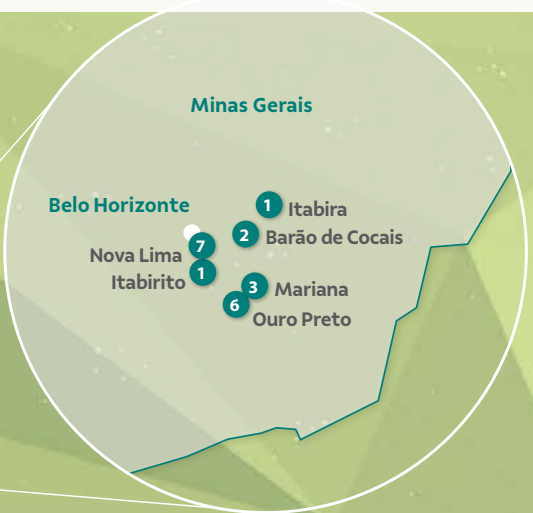 Minas Gerais
Belo Horizonte
1 Itabira
2 Barão de Cocais
Nova Lima 7
Itabirito 1
3 Mariana
6
Ouro Preto